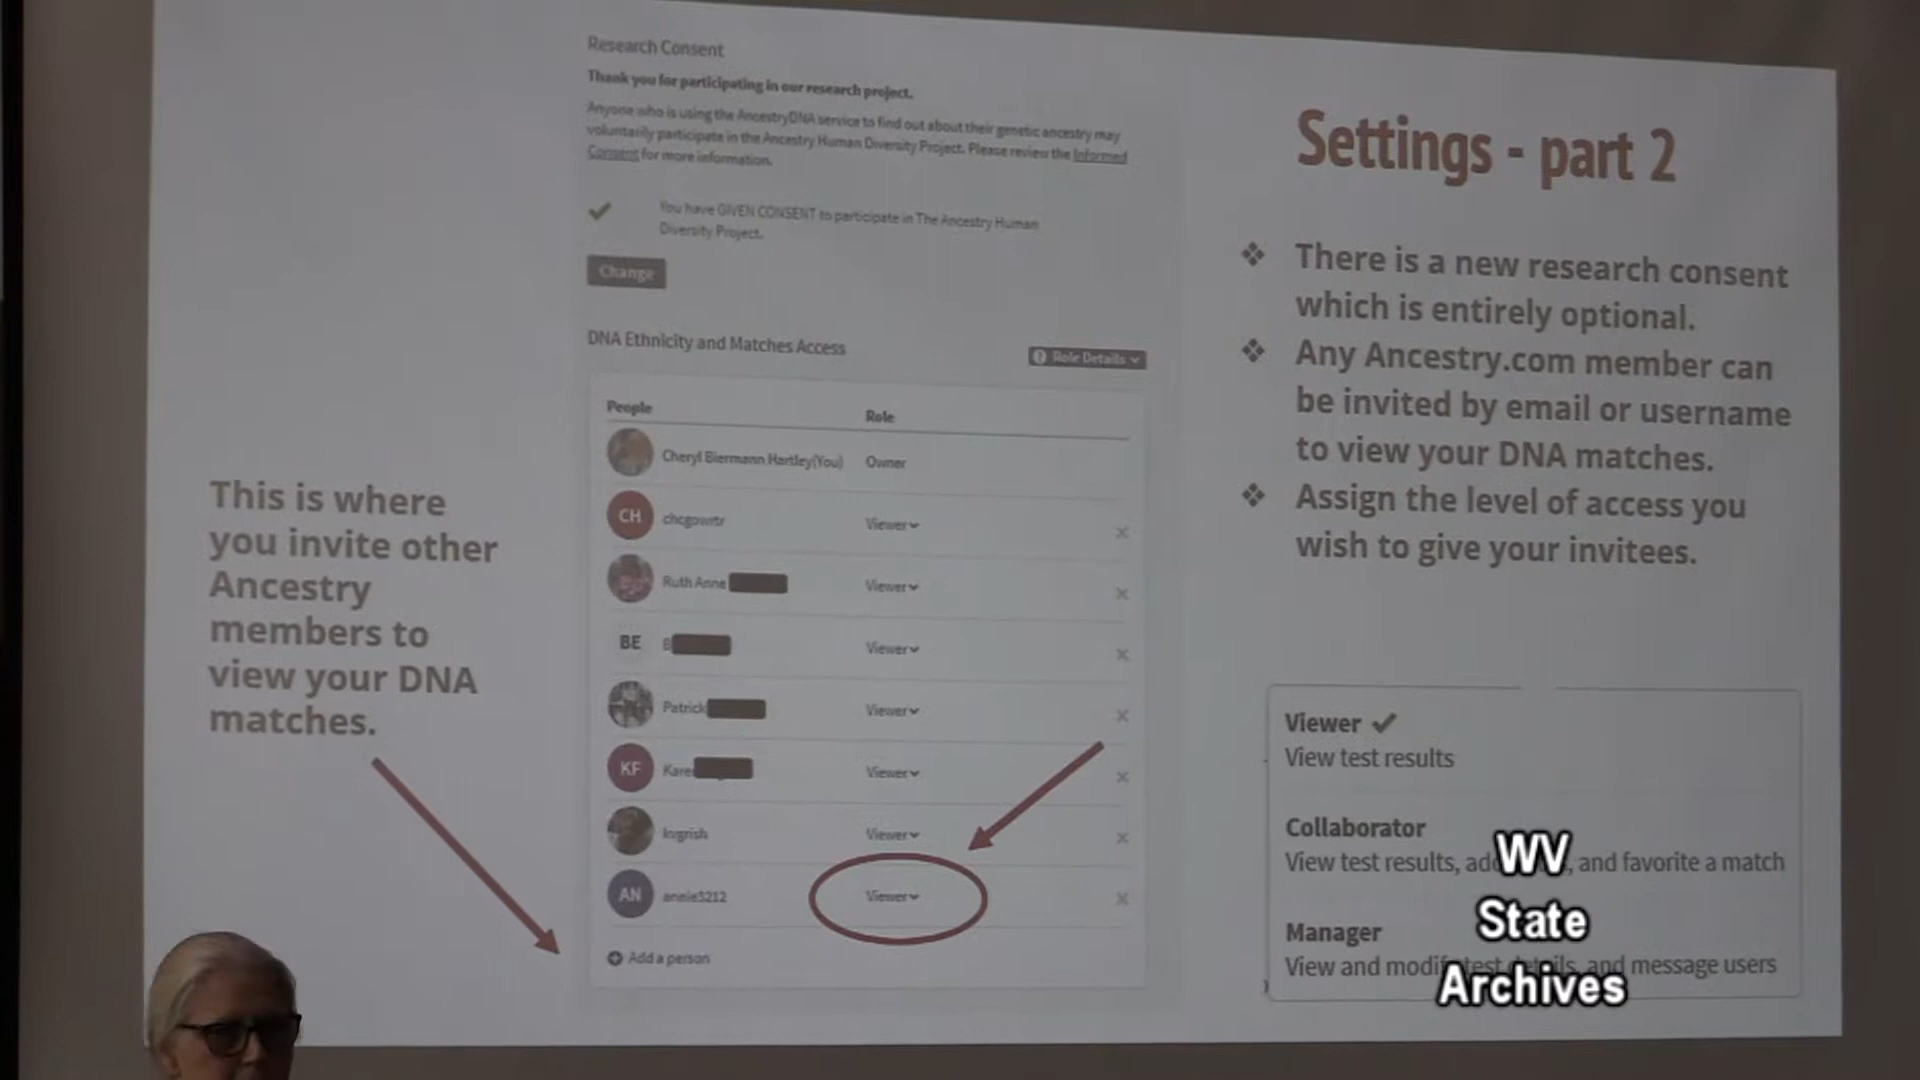 Research Consent
Thank you for participating in our research project.
Anyone who is using the AncestryDNA service to find out about their genetic ancestry may
voluntarily participate in the Ancestry Human Diversity Project. Please review the Informed
Consent for more information.
You have GIVEN CONSENT to participate in The Ancestry Human
Diversity Project.
Change
DNA Ethnicity and Matches Access
Role Details
People Role
Cheryl Biermann Hartley(You) Owner
CH chcgowrtr Viewer
Ruth Anne Viewer
BE B Viewer
Patrick Viewer
KF Kare Viewer
Viewer
AN annie5212 Viewer
Add a person
This is where
you invite other
Ancestry
members to
view your DNA
matches.
Settings - part 2
❖ There is a new research consent
which is entirely optional.
❖ Any Ancestry.com member can
be invited by email or username
to view your DNA matches.
❖ Assign the level of access you
wish to give your invitees.
Viewer ✓
View test results
Collaborator
View test results, and favorite a match
Manager
View and modify test details, and message users
WV
State
Archives